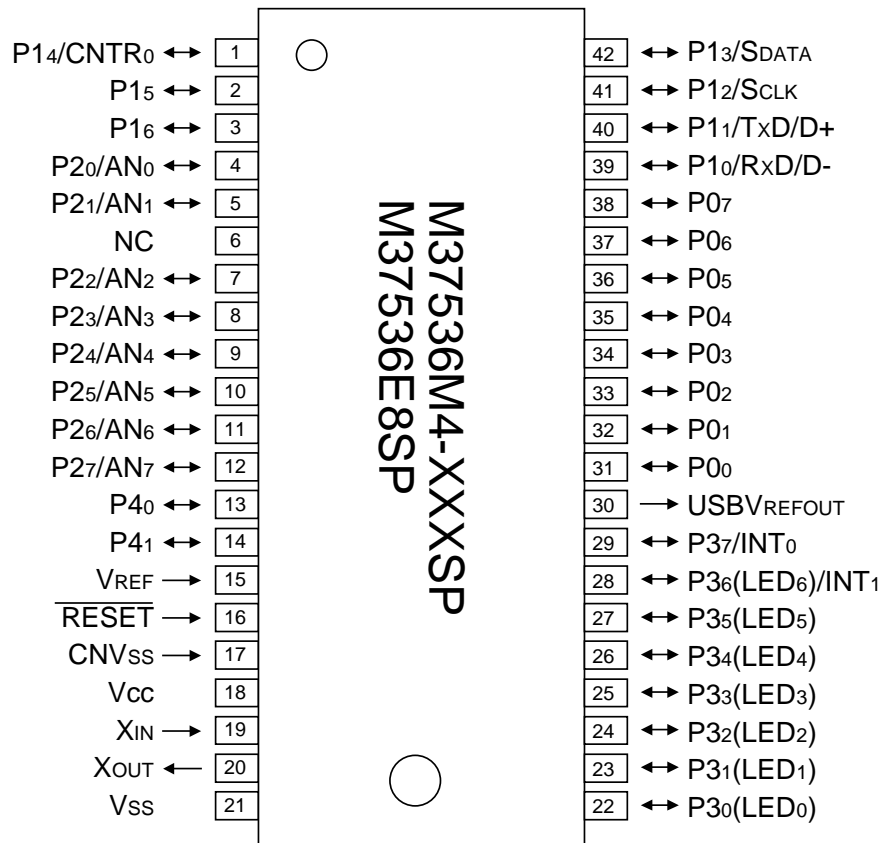 P14/CNTR0 1
P15 2
P16 3
P20/AN0 4
P21/AN1 5
NC 6
P22/AN2 7
P23/AN3 8
P24/AN4 9
P25/AN5 10
P26/AN6 11
P27/AN7 12
P40 13
P41 14
VREF 15
RESET 16
CNVSS 17
Vcc 18
XIN 19
XOUT 20
VSS 21
M37536M4-XXXSP
M37536E8SP
42 P13/SDATA
41 P12/SCLK
40 P11/TXD/D+
39 P10/RXD/D-
38 P07
37 P06
36 P05
35 P04
34 P03
33 P02
32 P01
31 P00
30 USBVREFOUT
29 P37/INT0
28 P36(LED6)/INT1
27 P35(LED5)
26 P34(LED4)
25 P33(LED3)
24 P32(LED2)
23 P31(LED1)
22 P30(LED0)